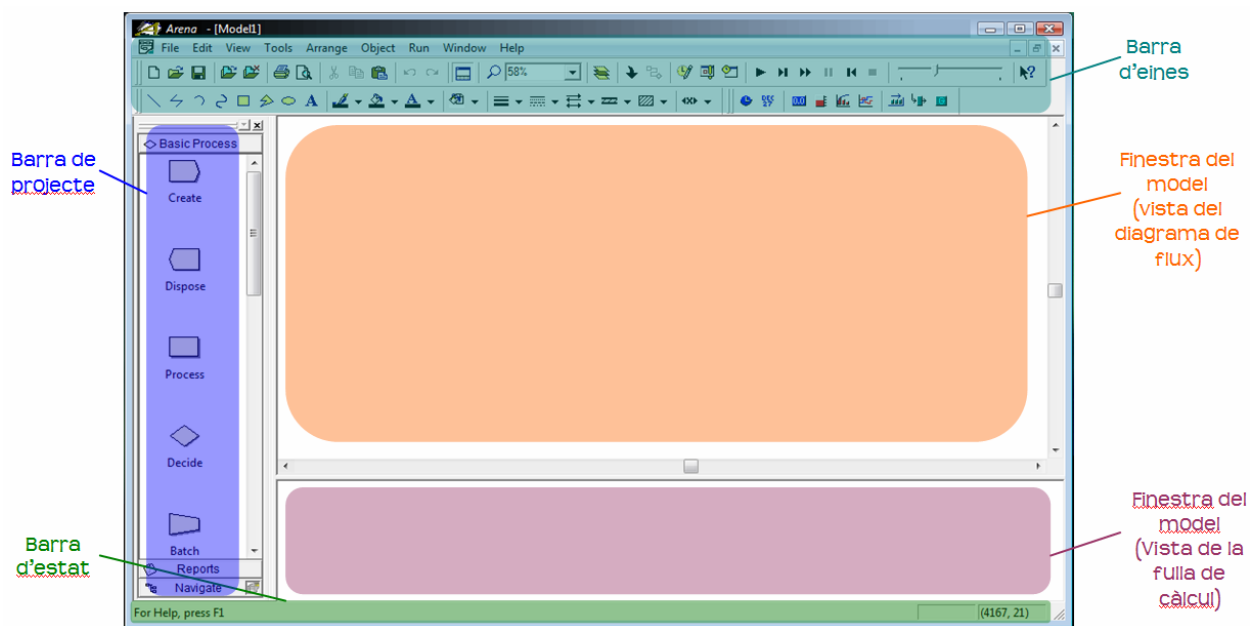 Arena - [Model1]
File Edit View Tools Arrange Object Run Window Help
58%
Barra
d'eines
Basic Process
Create
Dispose
Process
Decide
Batch
Reports
Navigate
For Help, press F1
(4167, 21)
Barra de
projecte
Barra
d'estat
Finestra del
model
(vista del
diagrama de
flux)
Finestra del
model
(Vista de la
fulla de
càlcul)